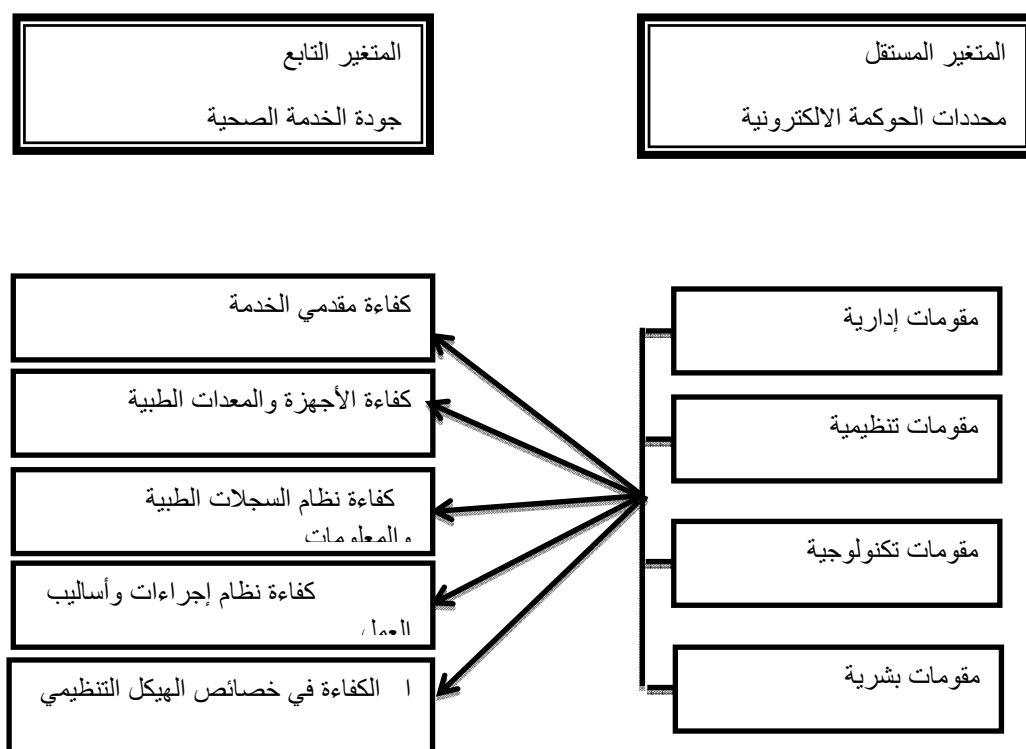 المتغير المستقل
محددات الحوكمة الالكترونية
المتغير التابع
جودة الخدمة الصحية
مقومات إدارية
مقومات تنظيمية
مقومات تكنولوجية
مقومات بشرية
كفاءة مقدمي الخدمة
كفاءة الأجهزة والمعدات الطبية
كفاءة نظام السجلات الطبية
والمعلومات
كفاءة نظام إجراءات وأساليب
العمل
ا الكفاءة في خصائص الهيكل التنظيمي